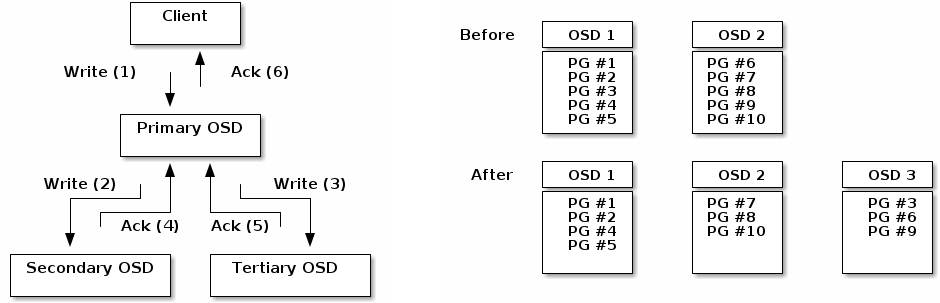 Client
Write (1)
Ack (6)
Primary OSD
Write (2)
Write (3)
Ack (4)
Ack (5)
Secondary OSD
Tertiary OSD
Before
OSD 1
PG #1
PG #2
PG #3
PG #4
PG #5
OSD 2
PG #6
PG #7
PG #8
PG #9
PG #10
After
OSD 1
PG #1
PG #2
PG #4
PG #5
OSD 2
PG #7
PG #8
PG #10
OSD 3
PG #3
PG #6
PG #9